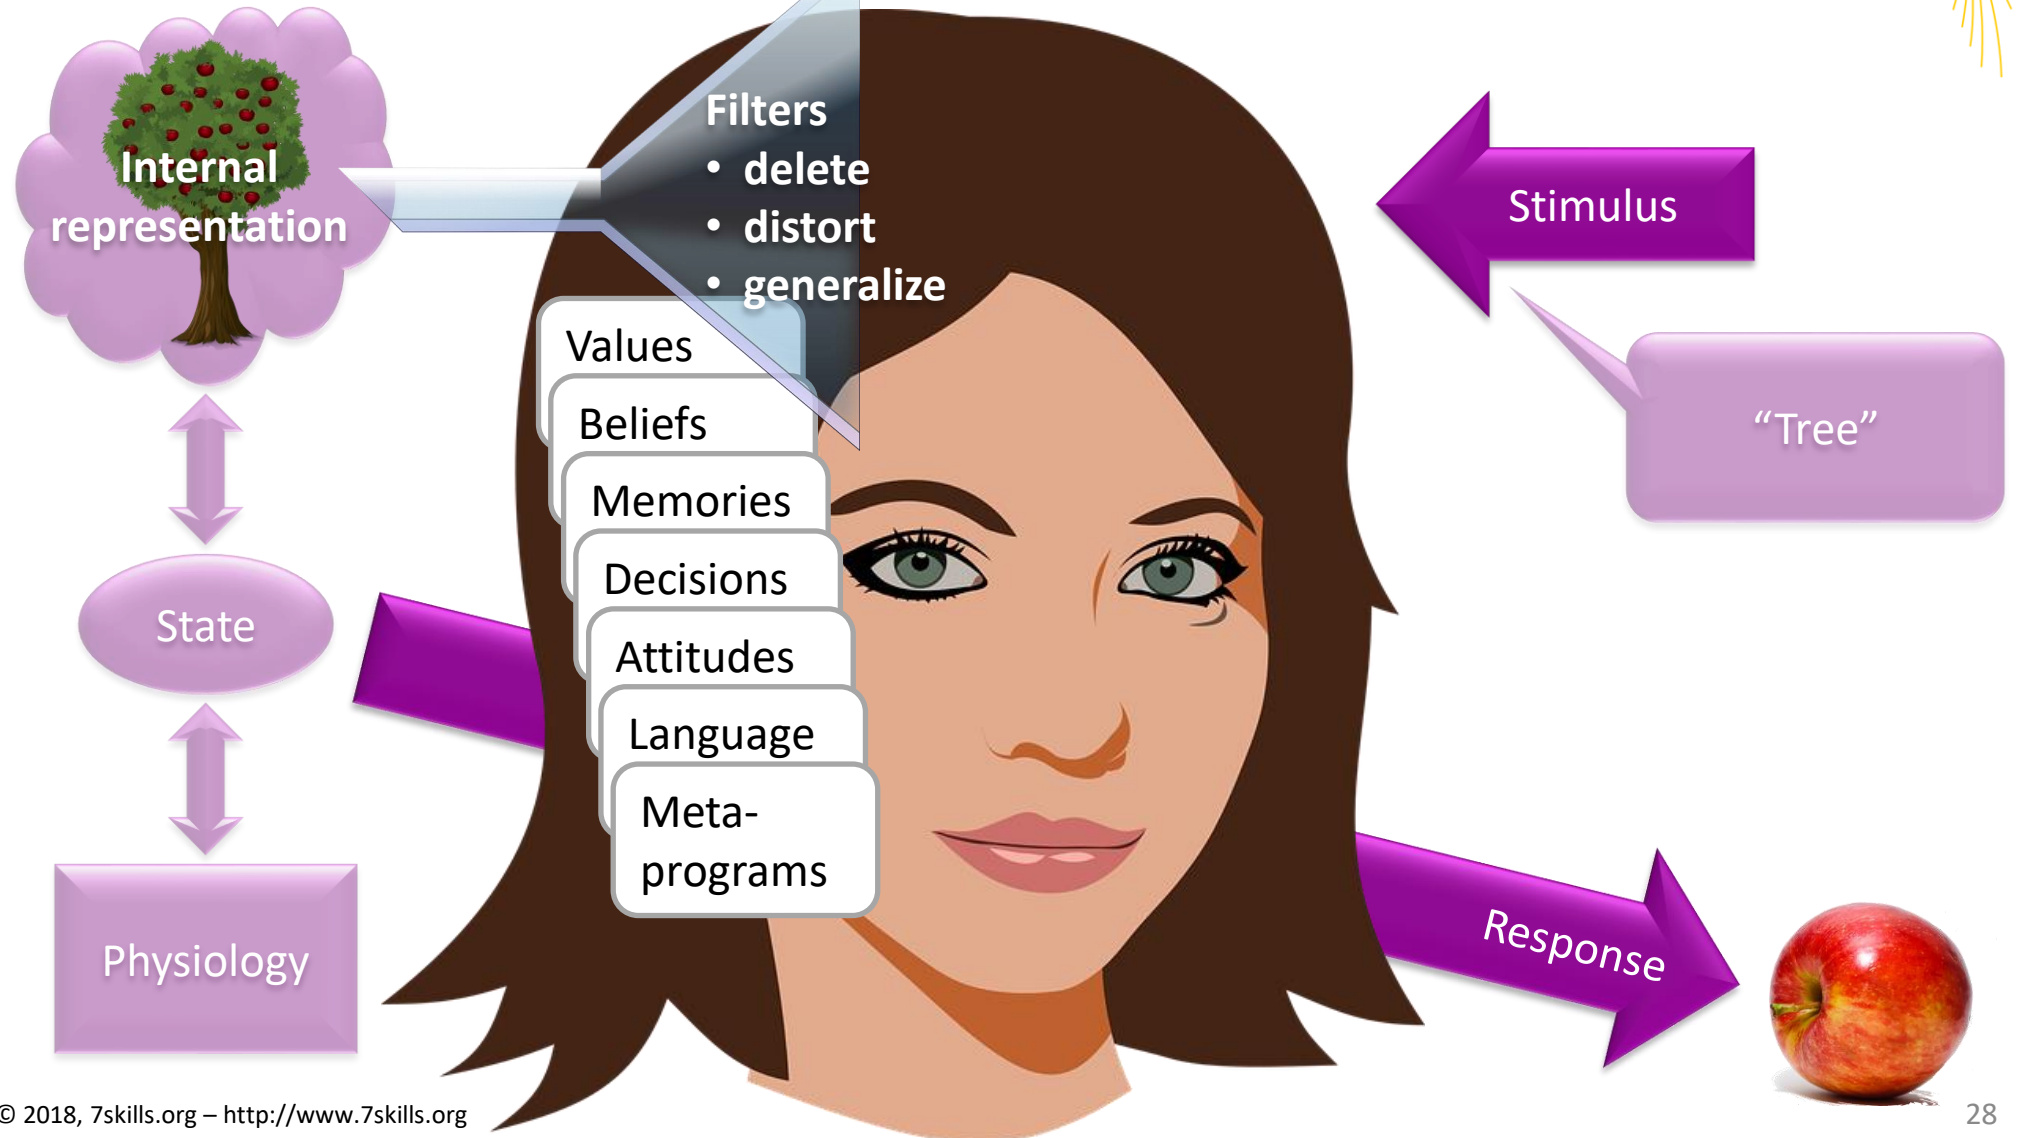 Filters
• delete
• distort
• generalize
Internal
representation
Stimulus
“Tree”
Values
Beliefs
Memories
Decisions
Attitudes
Language
Meta-
programs
State
Physiology
Response
© 2018, 7skills.org – http://www.7skills.org
28